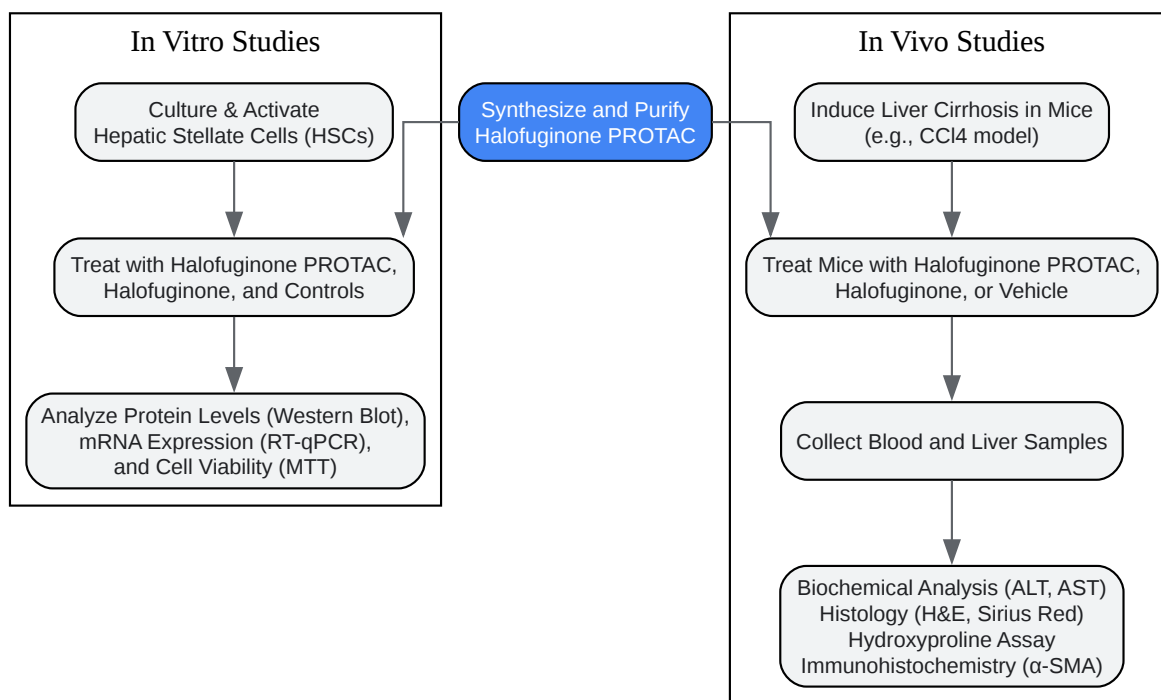 In Vitro Studies
Culture & Activate
Hepatic Stellate Cells (HSCs)
Treat with Halofuginone PROTAC,
Halofuginone, and Controls
Analyze Protein Levels (Western Blot),
mRNA Expression (RT-qPCR),
and Cell Viability (MTT)
Synthesize and Purify
Halofuginone PROTAC
In Vivo Studies
Induce Liver Cirrhosis in Mice
(e.g., CCl4 model)
Treat Mice with Halofuginone PROTAC,
Halofuginone, or Vehicle
Collect Blood and Liver Samples
Biochemical Analysis (ALT, AST)
Histology (H&E, Sirius Red)
Hydroxyproline Assay
Immunohistochemistry (α-SMA)